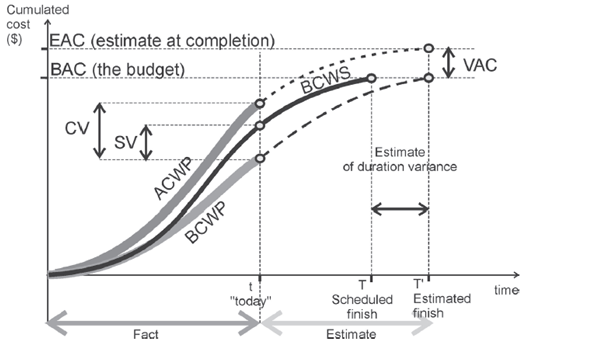 Cumulated
cost
($)
EAC (estimate at completion)
BAC (the budget)
BCWS
VAC
CV
SV
ACWP
BCWP
Estimate
of duration variance
t
"today"
T
Scheduled
finish
T'
Estimated
finish
time
Fact
Estimate